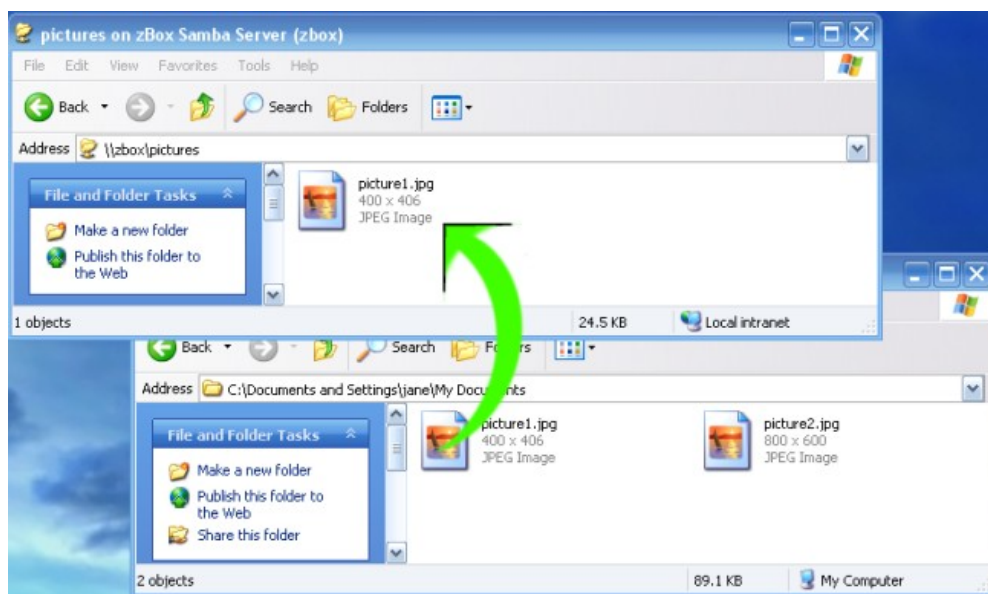 pictures on zBox Samba Server (zbox)
File Edit View Favorites Tools Help
Back Search Folders
Address \\zbox\pictures
File and Folder Tasks
Make a new folder
Publish this folder to
the Web
picture1.jpg
400 x 406
JPEG Image
1 objects 24.5 KB Local intranet
Back Search
Address C:\Documents and Settings\jane\My Documents
File and Folder Tasks
Make a new folder
Publish this folder to
the Web
Share this folder
picture1.jpg
400 x 406
JPEG Image
picture2.jpg
800 x 600
JPEG Image
2 objects 89.1 KB My Computer